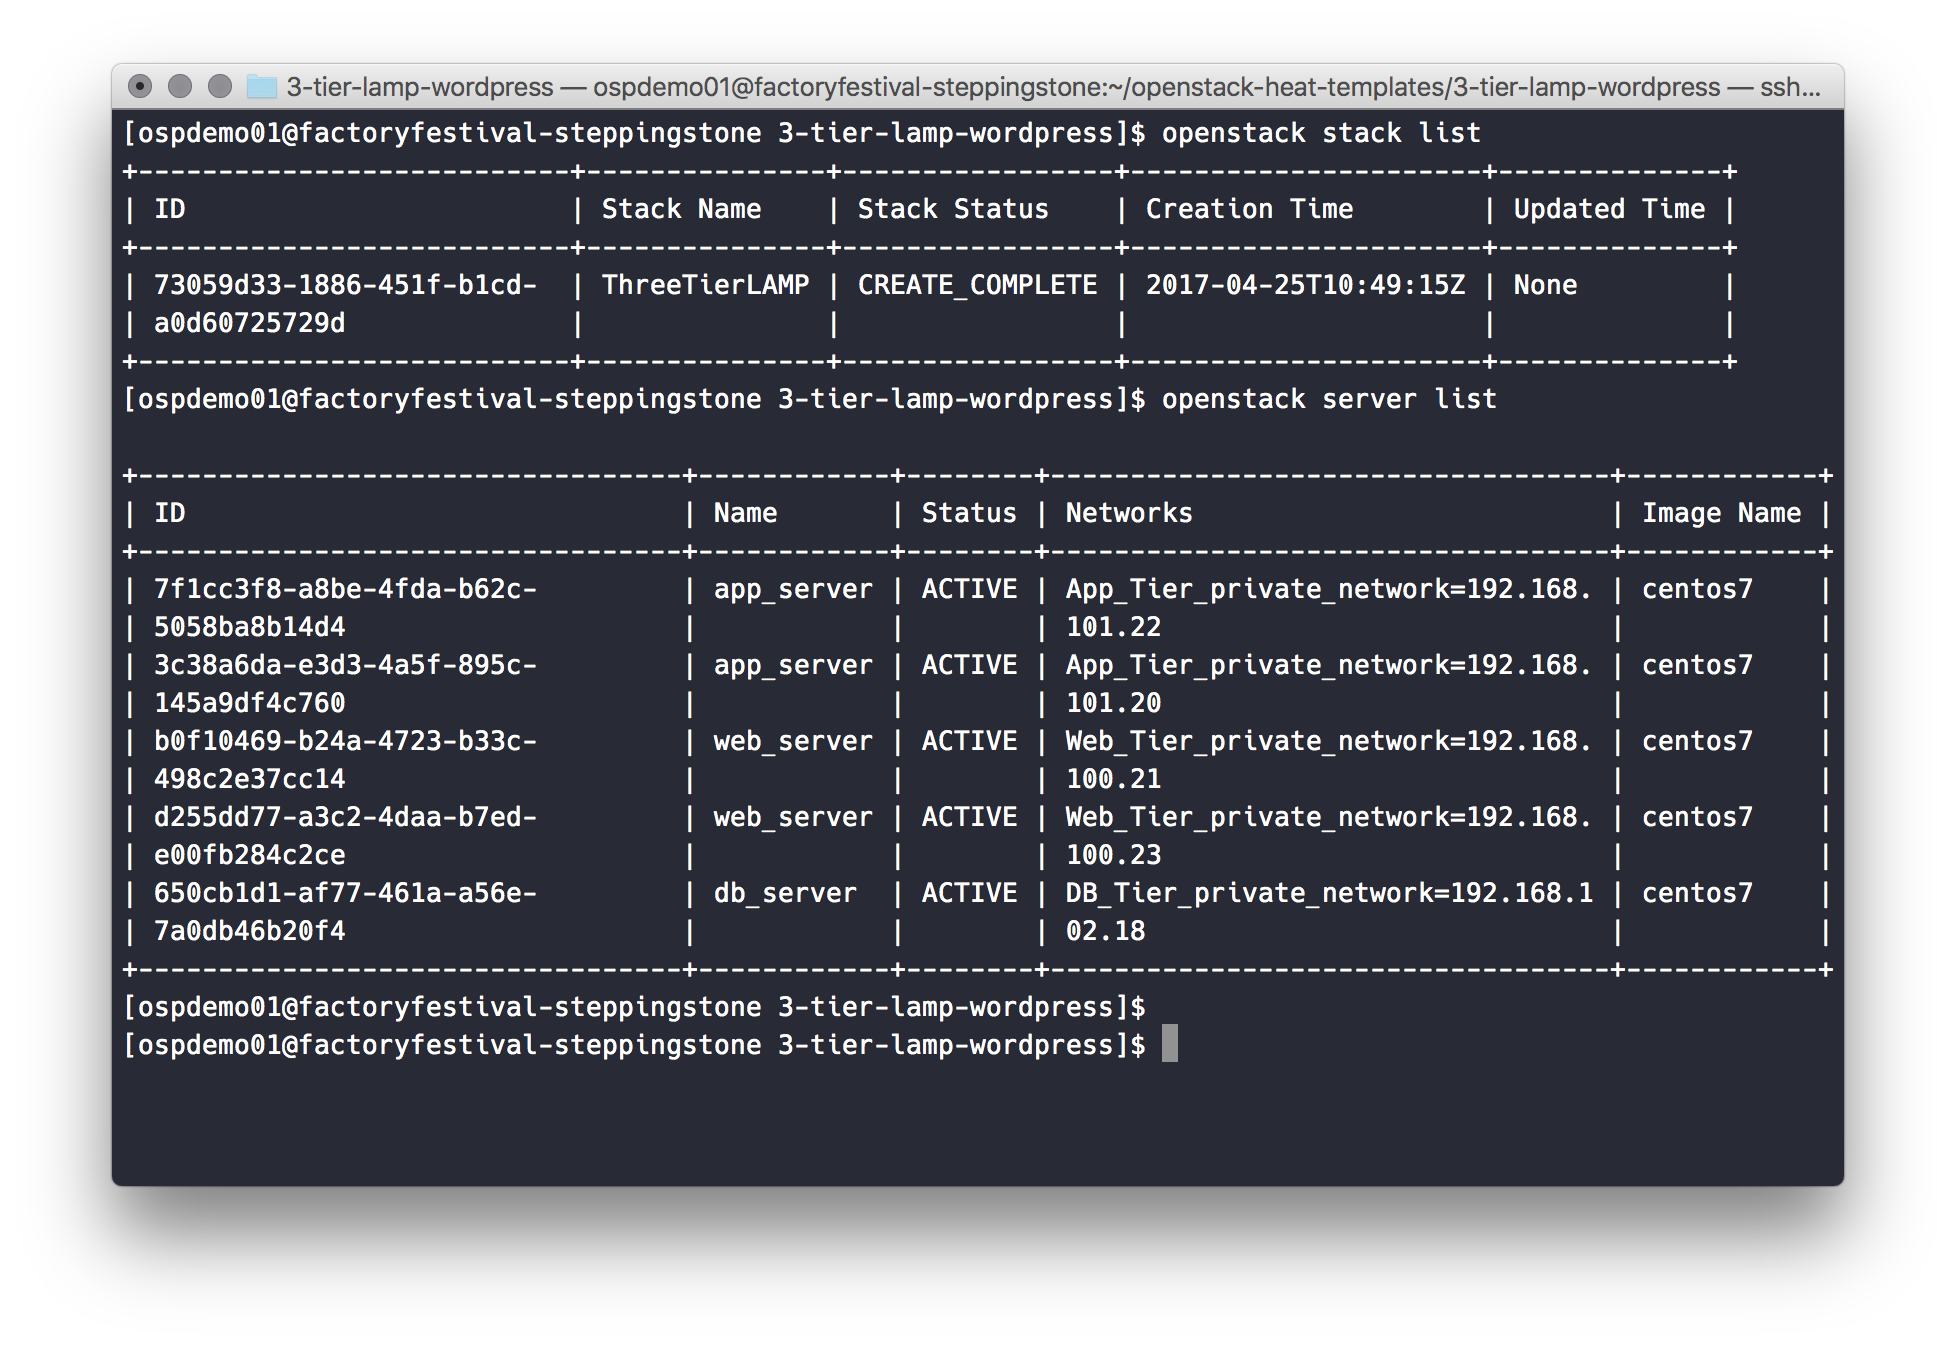 3-tier-lamp-wordpress — ospdemo01@factoryfestival-steppingstone:~/openstack-heat-templates/3-tier-lamp-wordpress — ssh...
[ospdemo01@factoryfestival-steppingstone 3-tier-lamp-wordpress]$ openstack stack list
+---------------------------+---------------+-----------------+----------------------+--------------+
| ID                        | Stack Name    | Stack Status    | Creation Time        | Updated Time |
+---------------------------+---------------+-----------------+----------------------+--------------+
| 73059d33-1886-451f-b1cd-  | ThreeTierLAMP | CREATE_COMPLETE | 2017-04-25T10:49:15Z | None         |
| a0d60725729d              |               |                 |                      |              |
+---------------------------+---------------+-----------------+----------------------+--------------+
[ospdemo01@factoryfestival-steppingstone 3-tier-lamp-wordpress]$ openstack server list

+----------------------------------+------------+--------+-----------------------------------+------------+
| ID                               | Name       | Status | Networks                          | Image Name |
+----------------------------------+------------+--------+-----------------------------------+------------+
| 7f1cc3f8-a8be-4fda-b62c-         | app_server | ACTIVE | App_Tier_private_network=192.168. | centos7    |
| 5058ba8b14d4                     |            |        | 101.22                            |            |
| 3c38a6da-e3d3-4a5f-895c-         | app_server | ACTIVE | App_Tier_private_network=192.168. | centos7    |
| 145a9df4c760                     |            |        | 101.20                            |            |
| b0f10469-b24a-4723-b33c-         | web_server | ACTIVE | Web_Tier_private_network=192.168. | centos7    |
| 498c2e37cc14                     |            |        | 100.21                            |            |
| d255dd77-a3c2-4daa-b7ed-         | web_server | ACTIVE | Web_Tier_private_network=192.168. | centos7    |
| e00fb284c2ce                     |            |        | 100.23                            |            |
| 650cb1d1-af77-461a-a56e-         | db_server  | ACTIVE | DB_Tier_private_network=192.168.1 | centos7    |
| 7a0db46b20f4                     |            |        | 02.18                             |            |
+----------------------------------+------------+--------+-----------------------------------+------------+
[ospdemo01@factoryfestival-steppingstone 3-tier-lamp-wordpress]$
[ospdemo01@factoryfestival-steppingstone 3-tier-lamp-wordpress]$